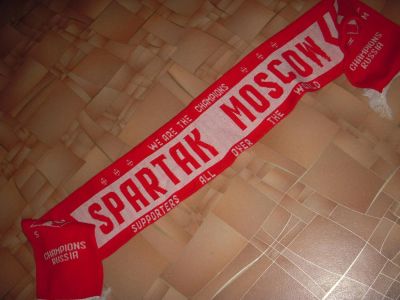 WE ARE THE CHAMPIONS
SPARTAK MOSCOW
SUPPORTERS ALL OVER THE WORLD
CHAMPIONS
RUSSIA
CHAMPIONS
RUSSIA